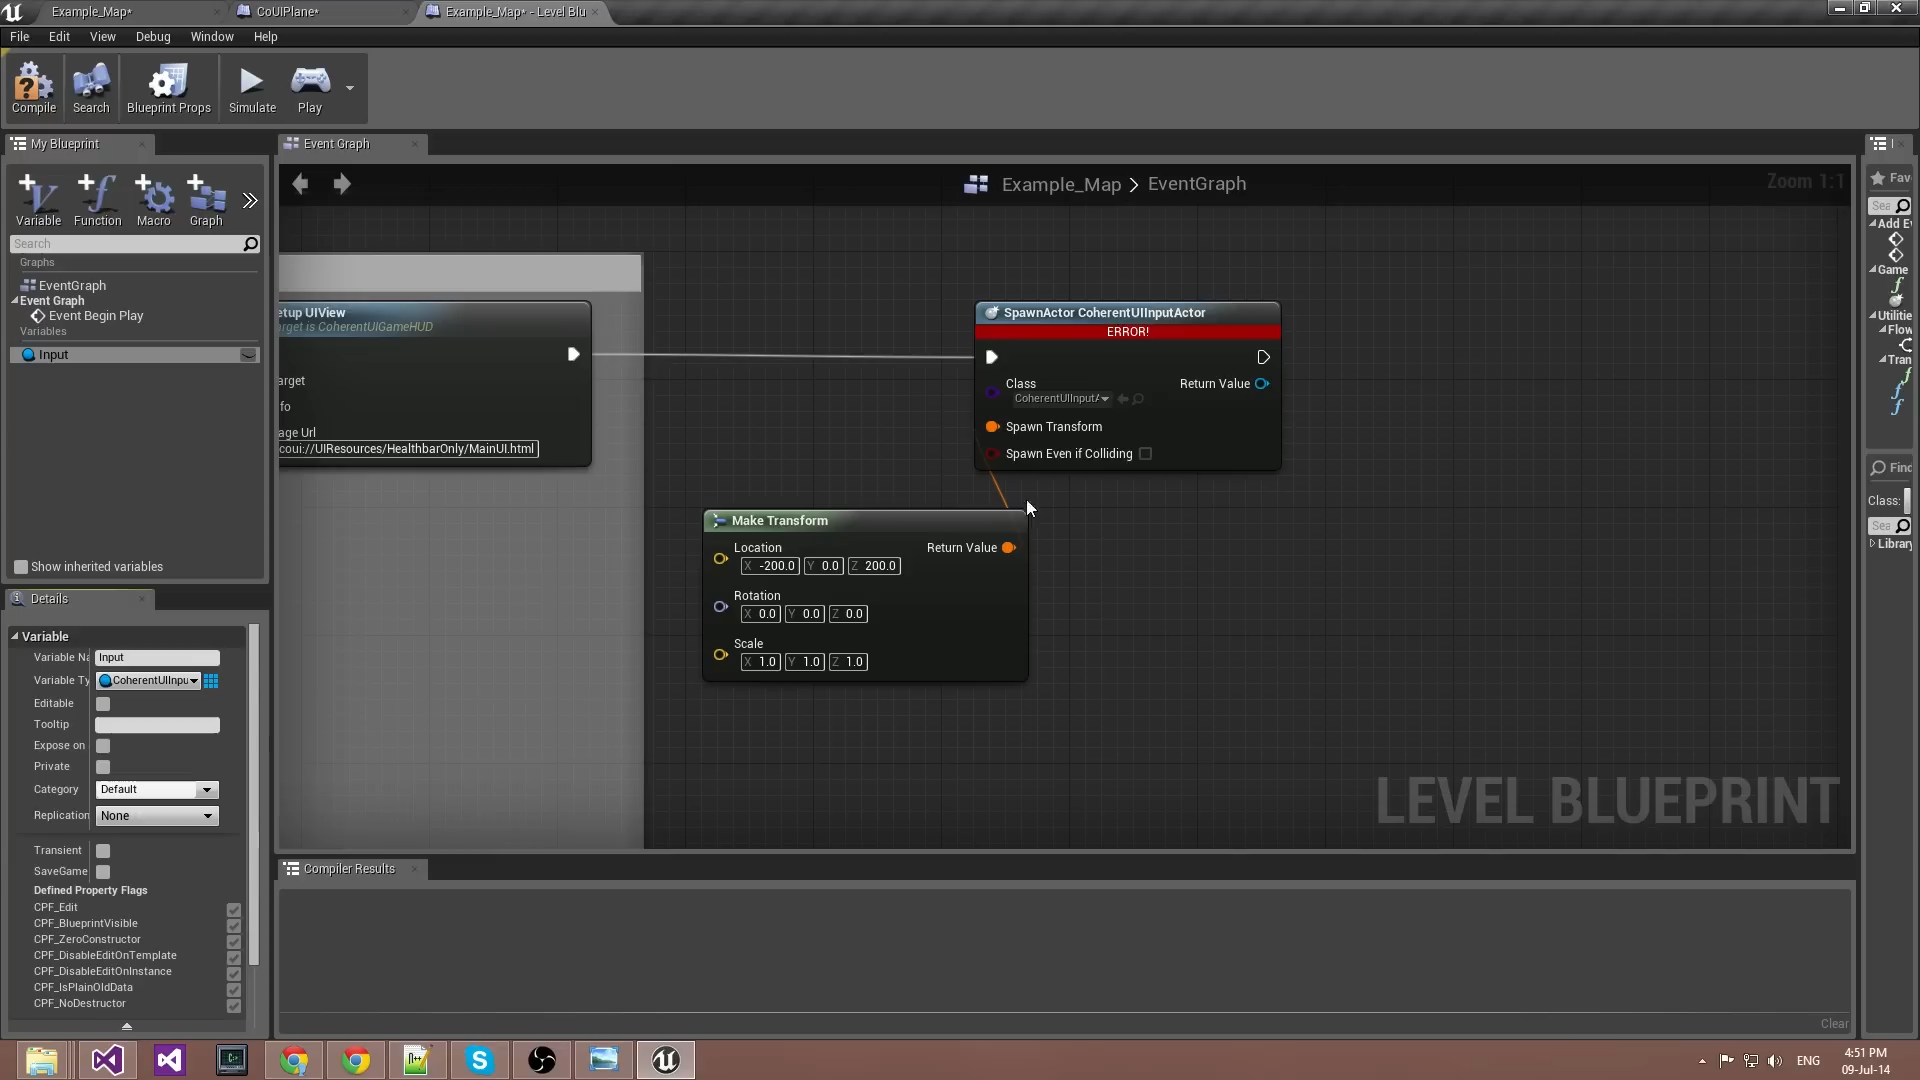 Example_Map*
CoUIPlane*
Example_Map* - Level Blu
File Edit View Debug Window Help
Compile Search Blueprint Props Simulate Play
My Blueprint
Event Graph
Variable Function Macro Graph
Search
Graphs
EventGraph
Event Graph
Event Begin Play
Variables
Input
Show inherited variables
Details
Variable
Variable Na Input
Variable Ty CoherentUIInpu
Editable
Tooltip
Expose on
Private
Category Default
Replication None
Transient
SaveGame
Defined Property Flags
CPF_Edit
CPF_BlueprintVisible
CPF_ZeroConstructor
CPF_DisableEditOnTemplate
CPF_DisableEditOnInstance
CPF_IsPlainOldData
CPF_NoDestructor
Example_Map > EventGraph
Zoom 1:1
etup UIView
arget is CoherentUIGameHUD
arget
fo
age Url
coui://UIResources/HealthbarOnly/MainUI.html
SpawnActor CoherentUIInputActor
ERROR!
Class Return Value
CoherentUIInputA
Spawn Transform
Spawn Even if Colliding
Make Transform
Location Return Value
X -200.0 Y 0.0 Z 200.0
Rotation
X 0.0 Y 0.0 Z 0.0
Scale
X 1.0 Y 1.0 Z 1.0
LEVEL BLUEPRINT
Compiler Results
Clear
Fav
Sea
Add Ev
Game
Utilitie
Flow
Tran
Find
Class:
Sea
Library
ENG
4:51 PM
09-Jul-14